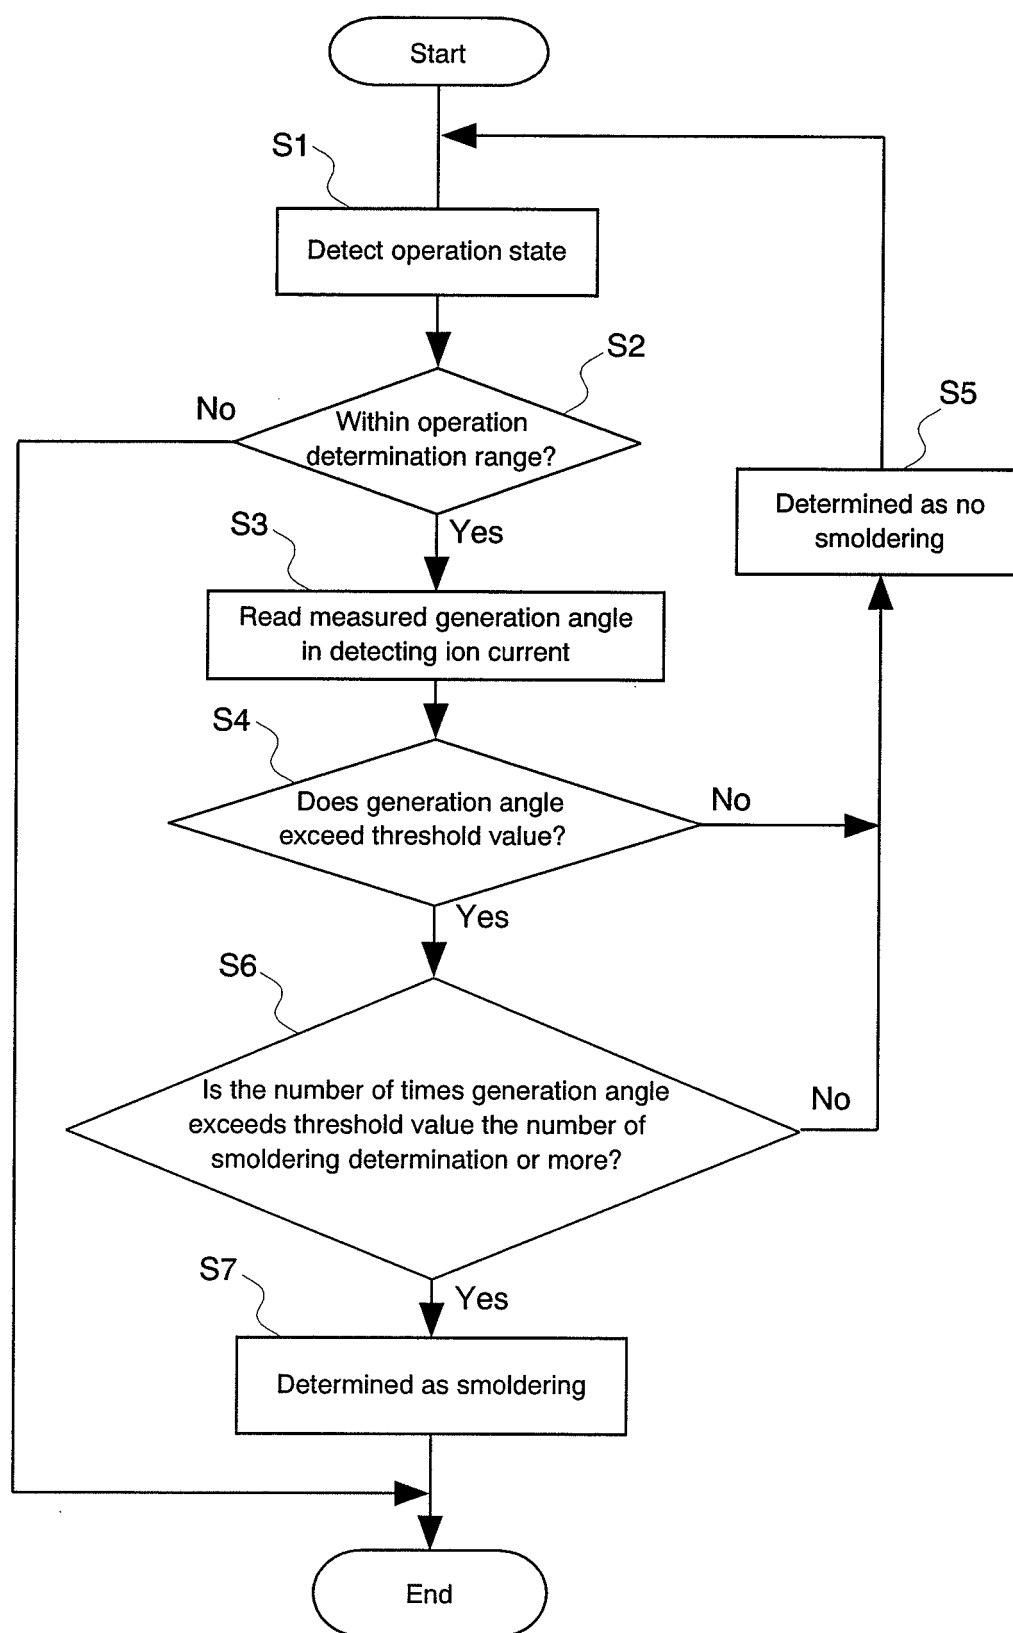 Start
S1
Detect operation state
S2
No
Within operation
determination range?
S5
Determined as no
smoldering
Yes
S3
Read measured generation angle
in detecting ion current
S4
Does generation angle
exceed threshold value?
No
Yes
S6
Is the number of times generation angle
exceeds threshold value the number of
smoldering determination or more?
No
S7
Yes
Determined as smoldering
End